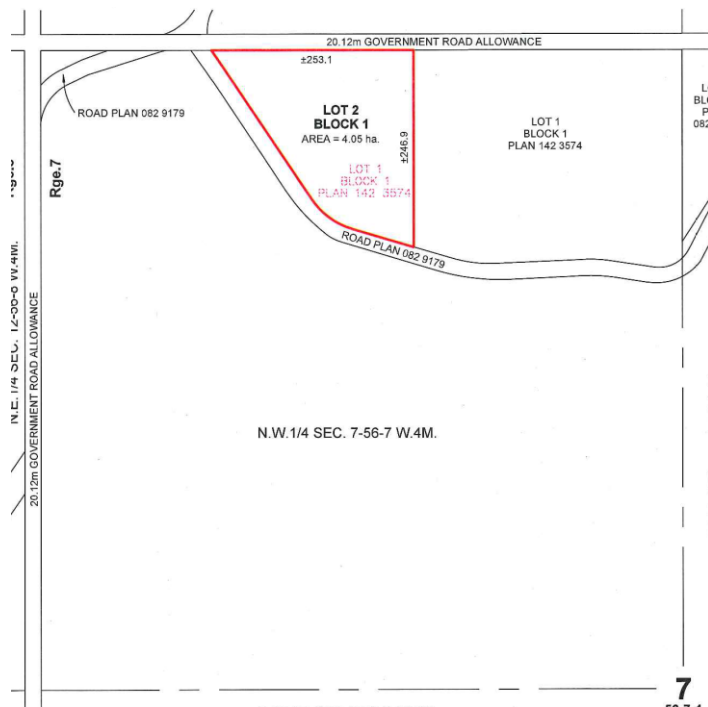 20.12m GOVERNMENT ROAD ALLOWANCE
±253.1
ROAD PLAN 082 9179
LOT 2
BLOCK 1
AREA = 4.05 ha.
±246.9
LOT 1
BLOCK 1
PLAN 142 3574
LOT 1
BLOCK 1
PLAN 142 3574
Rge.7
ROAD PLAN 082 9179
20.12m GOVERNMENT ROAD ALLOWANCE
N.W.1/4 SEC. 7-56-7 W.4M.
7